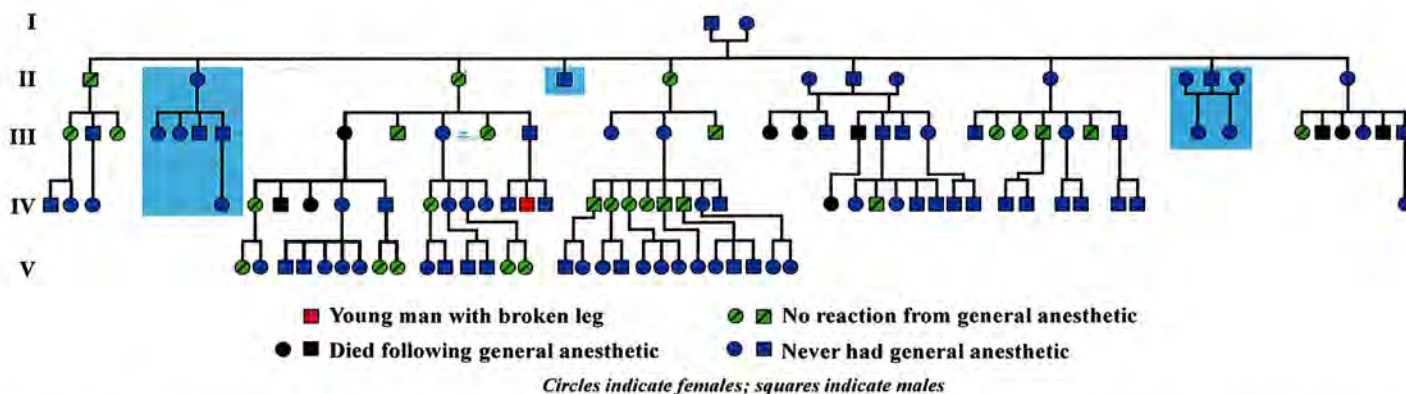 I
II
III
IV
V
Young man with broken leg
No reaction from general anesthetic
Died following general anesthetic
Never had general anesthetic
Circles indicate females; squares indicate males